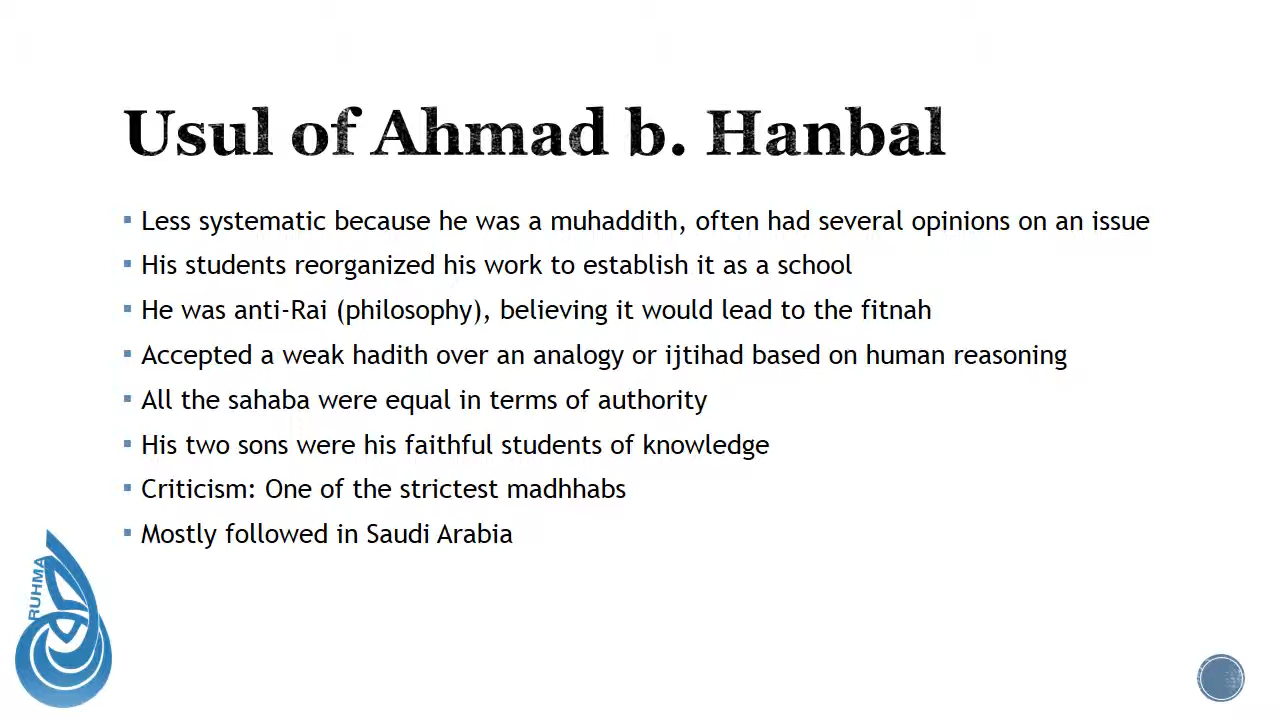 Usul of Ahmad b. Hanbal
▪ Less systematic because he was a muhaddith, often had several opinions on an issue
▪ His students reorganized his work to establish it as a school
▪ He was anti-Rai (philosophy), believing it would lead to the fitnah
▪ Accepted a weak hadith over an analogy or ijtihad based on human reasoning
▪ All the sahaba were equal in terms of authority
▪ His two sons were his faithful students of knowledge
▪ Criticism: One of the strictest madhhabs
▪ Mostly followed in Saudi Arabia
RUHMA